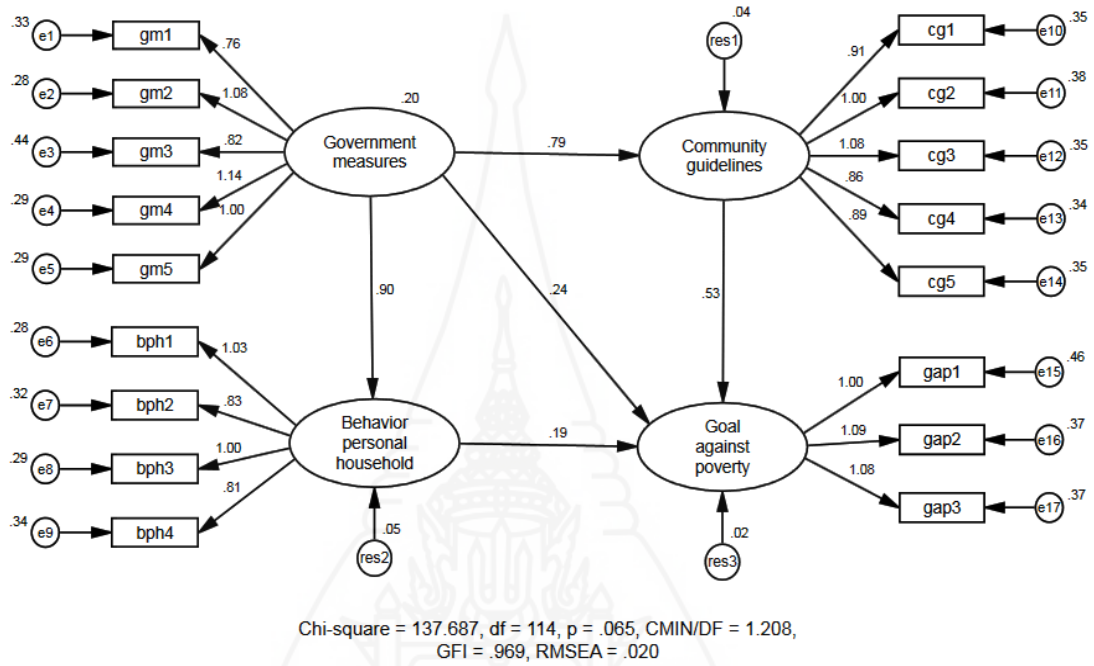 .33 e1 gm1 .76
.28 e2 gm2 1.08
.44 e3 gm3 .82
.29 e4 gm4 1.14
.29 e5 gm5 1.00
.20
Government
measures
.79
.90
.24
.04
res1
Community
guidelines
.53
.91 cg1 e10 .35
1.00 cg2 e11 .38
1.08 cg3 e12 .35
.86 cg4 e13 .34
.89 cg5 e14 .35
.28 e6 bph1 1.03
.32 e7 bph2 .83
.29 e8 bph3 1.00
.34 e9 bph4 .81
Behavior
personal
household
.19
.05
res2
Goal
against
poverty
.02
res3
1.00 gap1 e15 .46
1.09 gap2 e16 .37
1.08 gap3 e17 .37
Chi-square = 137.687, df = 114, p = .065, CMIN/DF = 1.208,
GFI = .969, RMSEA = .020